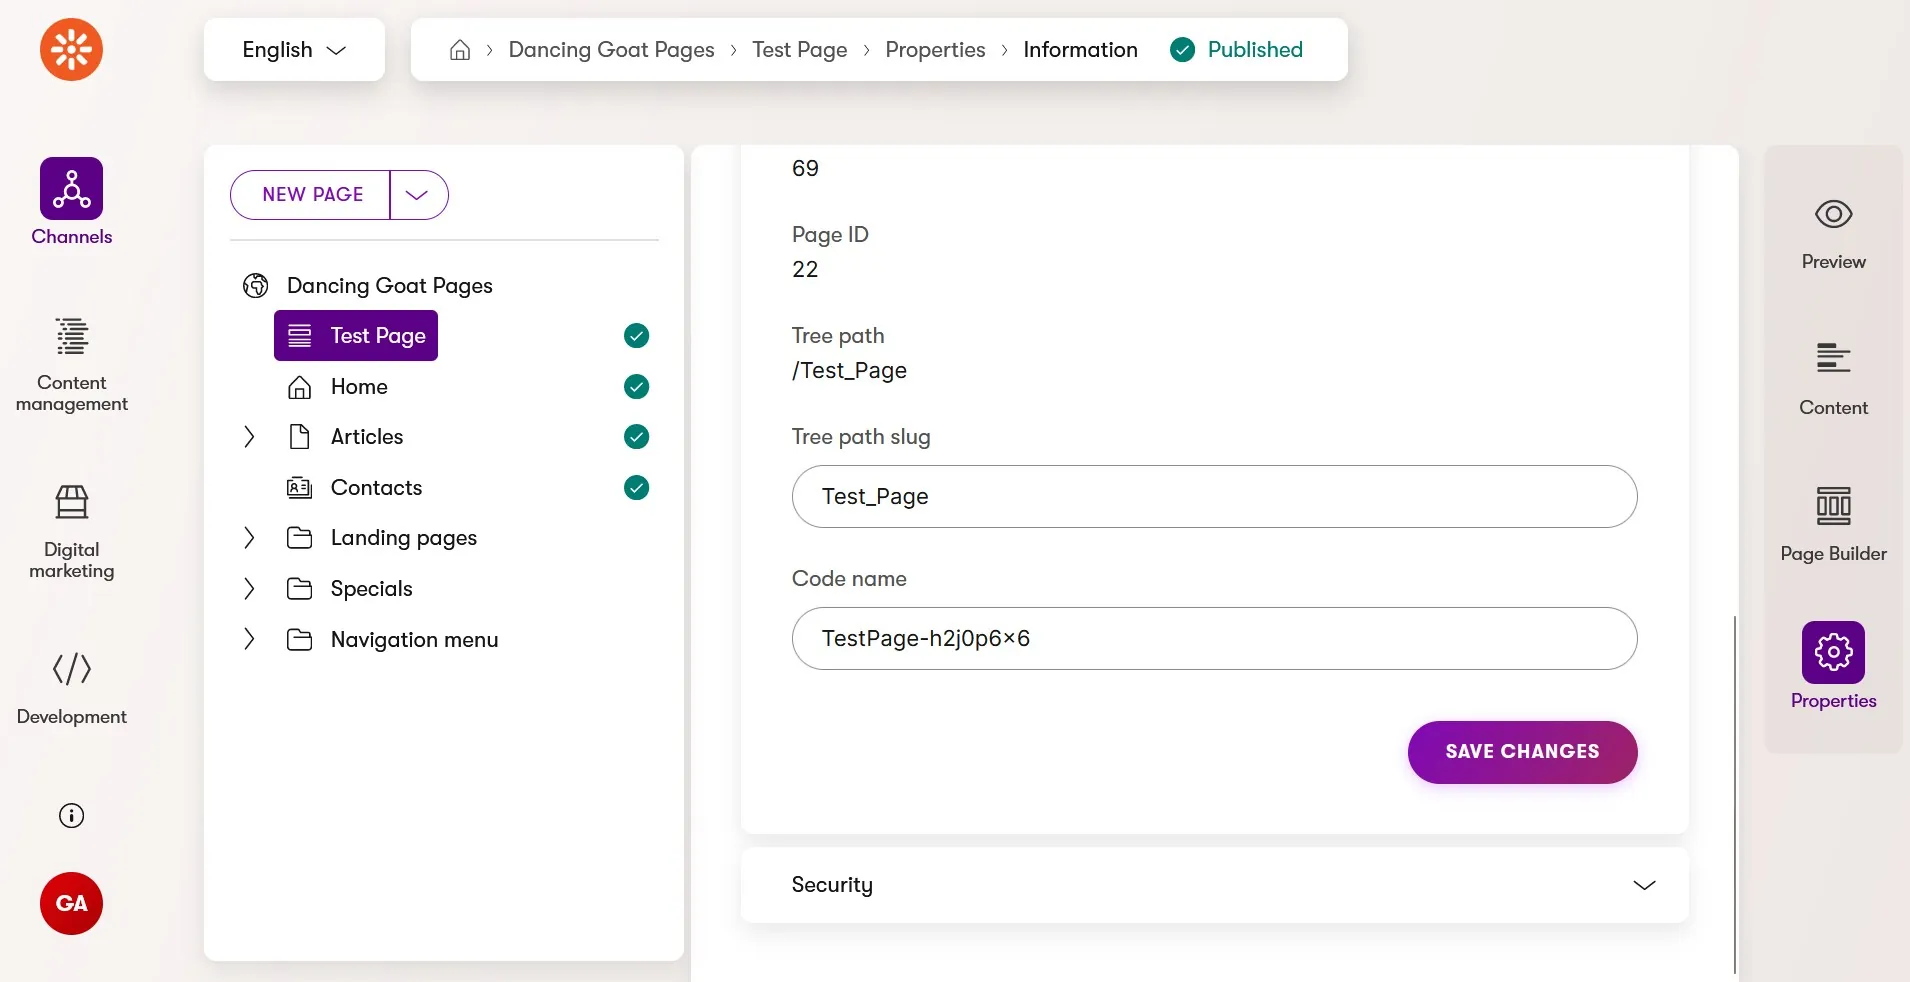 English
Dancing Goat Pages
Test Page
Properties
Information
Published
Channels
Content
management
Digital
marketing
Development
GA
NEW PAGE
Dancing Goat Pages
Test Page
Home
Articles
Contacts
Landing pages
Specials
Navigation menu
69
Page ID
22
Tree path
/Test_Page
Tree path slug
Test_Page
Code name
TestPage-h2j0p6x6
SAVE CHANGES
Security
Preview
Content
Page Builder
Properties